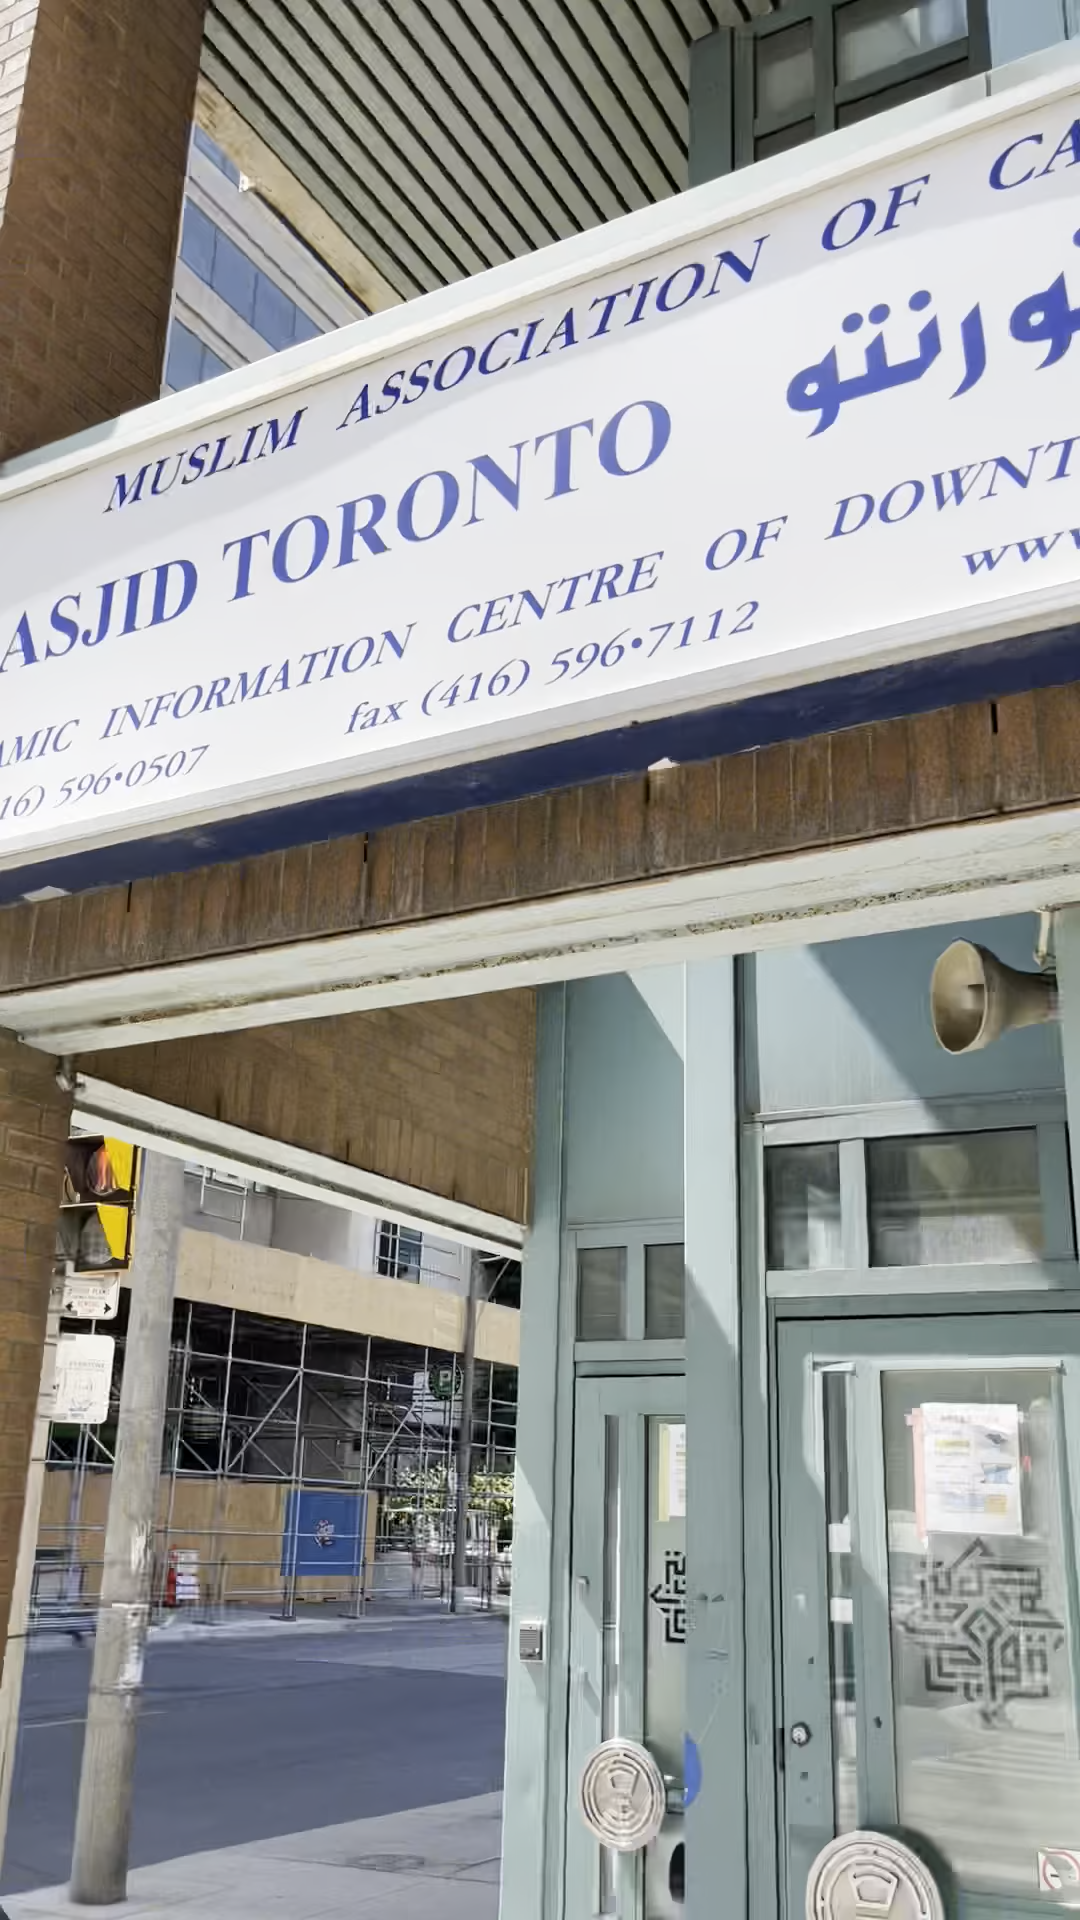 MUSLIM ASSOCIATION OF CA
ASJID TORONTO
ورنتو
AMIC INFORMATION CENTRE OF DOWNT
16) 596•0507 fax (416) 596•7112 www
P